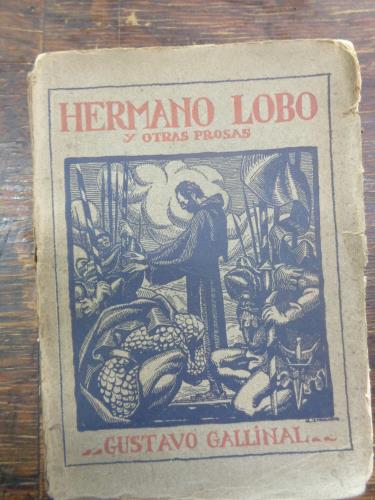 HERMANO LOBO
Y OTRAS PROSAS
GUSTAVO GALLINAL